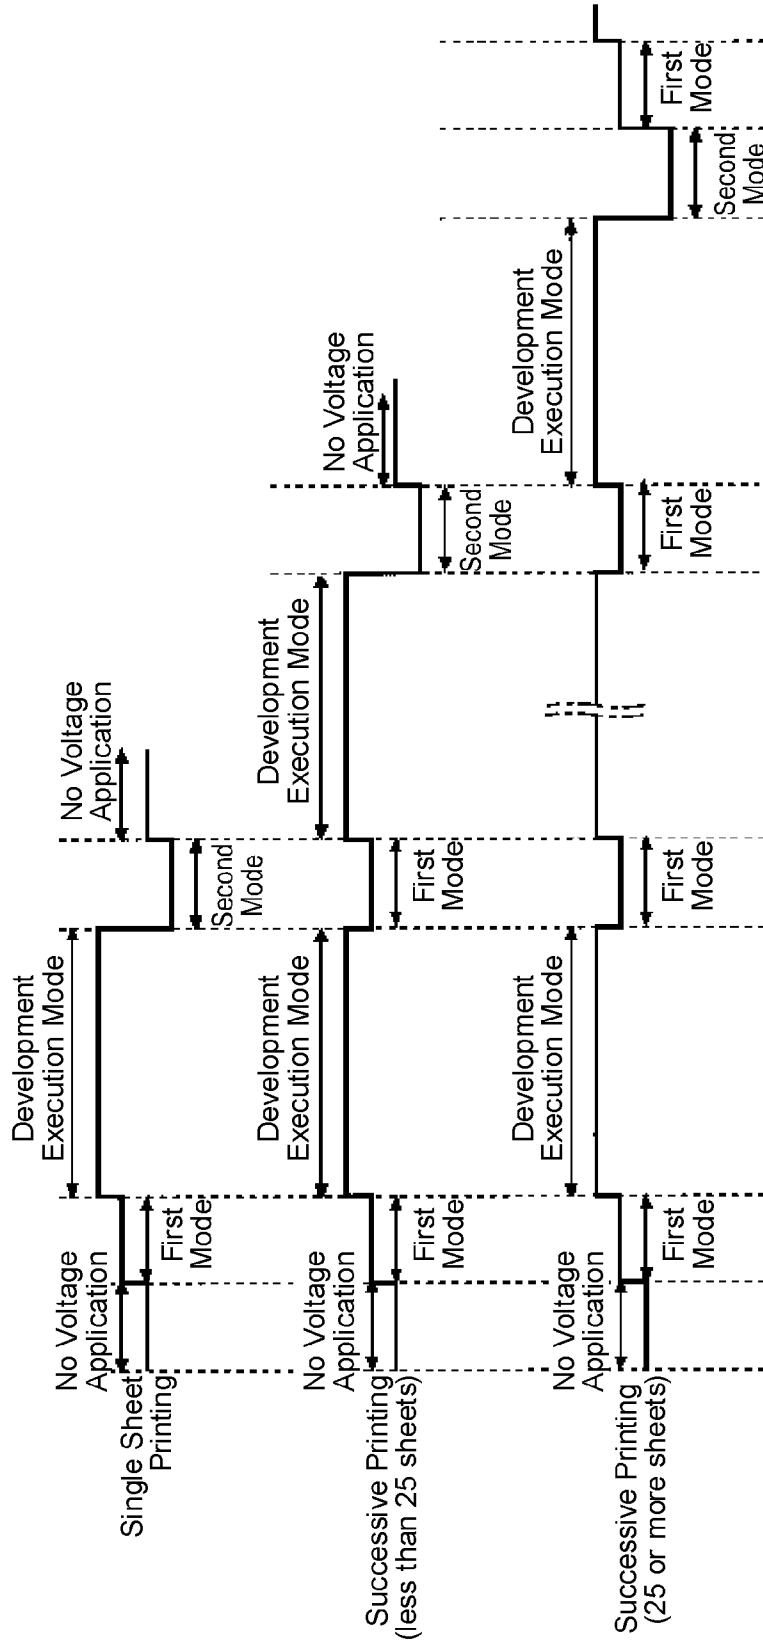 Single Sheet
Printing
No Voltage
Application
First
Mode
Development
Execution Mode
Second
Mode
No Voltage
Application
Successive Printing
(less than 25 sheets)
No Voltage
Application
First
Mode
Development
Execution Mode
First
Mode
Development
Execution Mode
Second
Mode
No Voltage
Application
Successive Printing
(25 or more sheets)
No Voltage
Application
First
Mode
Development
Execution Mode
First
Mode
First
Mode
Development
Execution Mode
Second
Mode
First
Mode